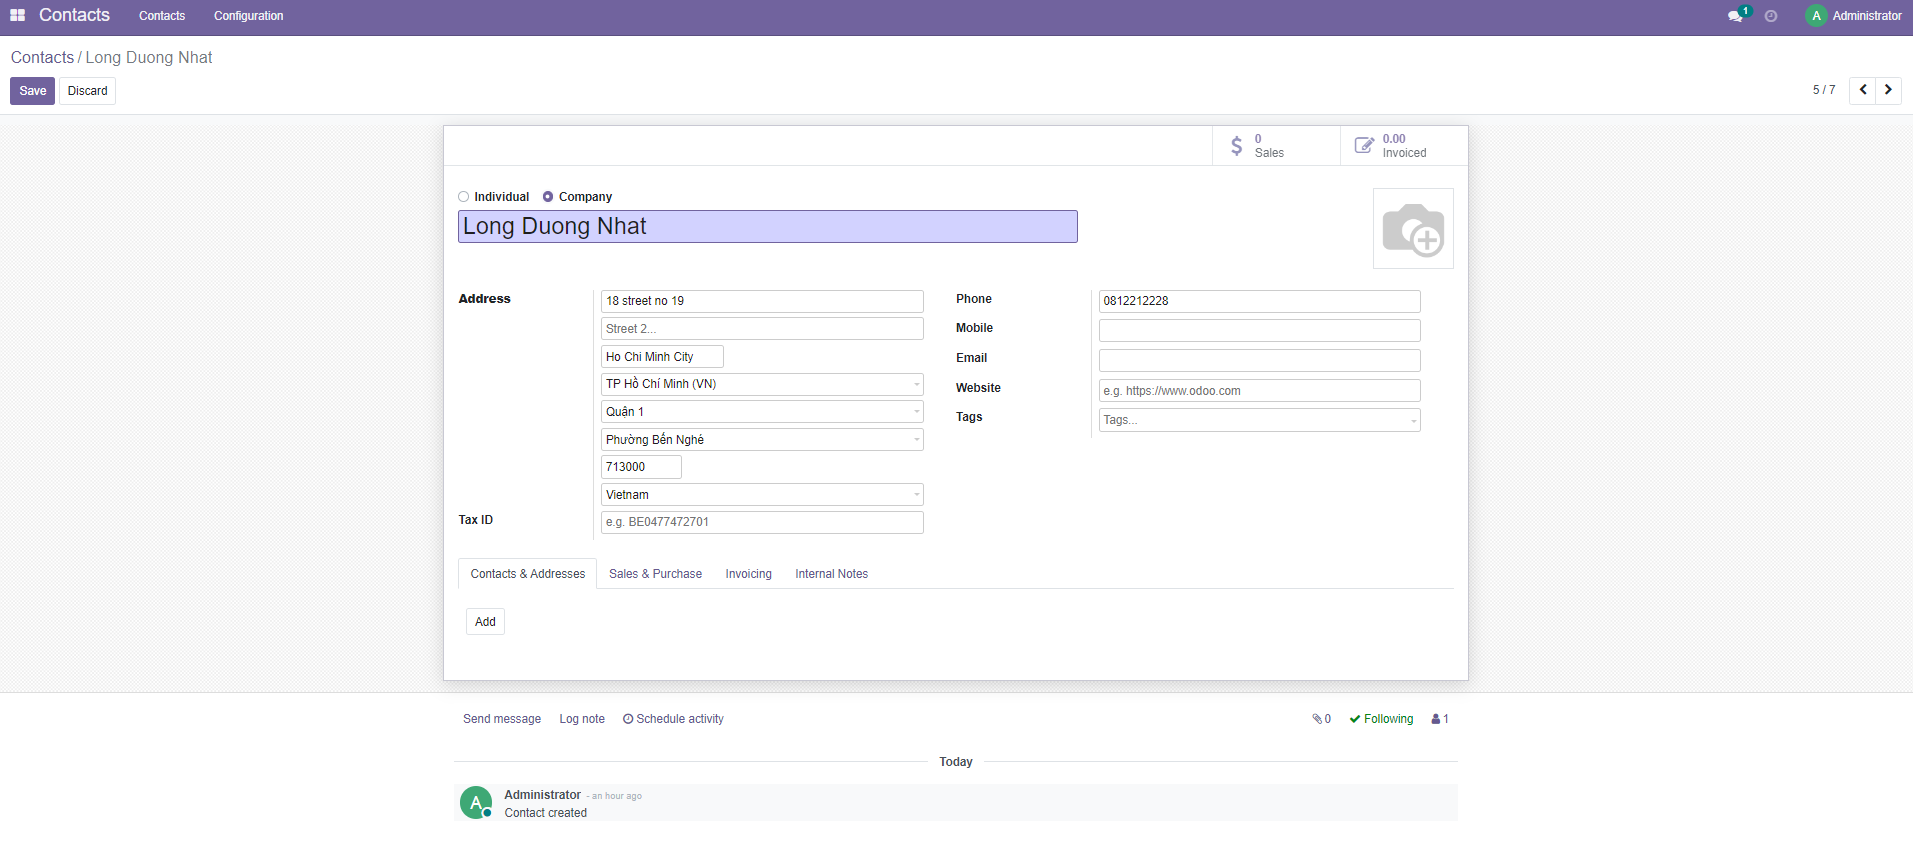 Contacts Contacts Configuration 1 A Administrator
Contacts / Long Duong Nhat
Save Discard 5 / 7
0 Sales
0.00 Invoiced
Individual Company
Long Duong Nhat
Address
18 street no 19
Street 2...
Ho Chi Minh City
TP Hồ Chí Minh (VN)
Quận 1
Phường Bến Nghé
713000
Vietnam
Tax ID e.g. BE0477472701
Phone 0812212228
Mobile
Email
Website e.g. https://www.odoo.com
Tags Tags...
Contacts & Addresses Sales & Purchase Invoicing Internal Notes
Add
Send message Log note Schedule activity 0 Following 1
Today
A Administrator - an hour ago
Contact created